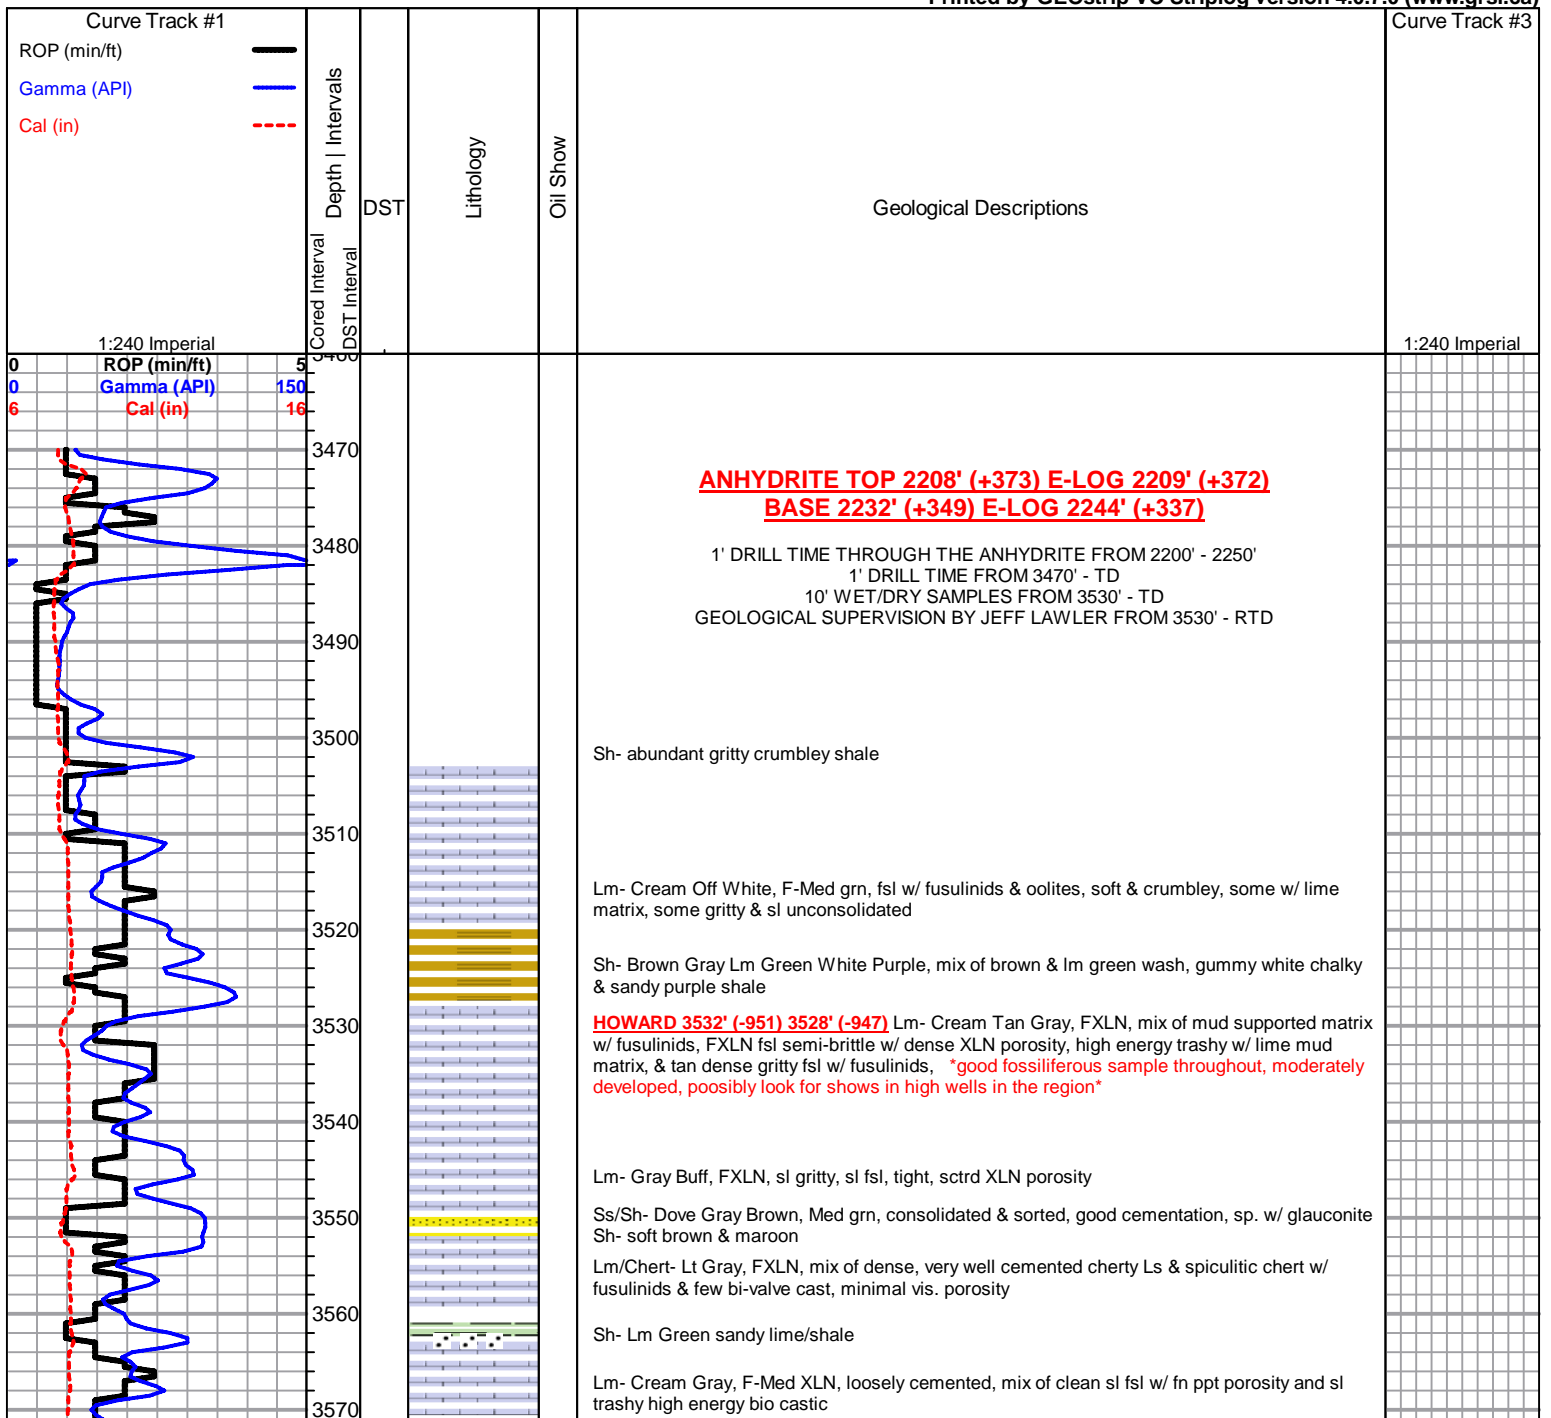 Printed by GEOstrip VC Striplog version 4.0.7.0 (www.grsi.ca)
Curve Track #1
ROP (min/ft)
Gamma (API)
Cal (in)
1:240 Imperial
Depth | Intervals
Cored Interval
DST Interval
DST
Lithology
Oil Show
Geological Descriptions
Curve Track #3
1:240 Imperial
0 ROP (min/ft) 5
0 Gamma (API) 150
6 Cal (in) 16
3460
3470
ANHYDRITE TOP 2208' (+373) E-LOG 2209' (+372)
BASE 2232' (+349) E-LOG 2244' (+337)
3480
1' DRILL TIME THROUGH THE ANHYDRITE FROM 2200' - 2250'
1' DRILL TIME FROM 3470' - TD
10' WET/DRY SAMPLES FROM 3530' - TD
GEOLOGICAL SUPERVISION BY JEFF LAWLER FROM 3530' - RTD
3490
3500
Sh- abundant gritty crumbley shale
3510
Lm- Cream Off White, F-Med grn, fsl w/ fusulinids & oolites, soft & crumbley, some w/ lime
matrix, some gritty & sl unconsolidated
3520
Sh- Brown Gray Lm Green White Purple, mix of brown & lm green wash, gummy white chalky
& sandy purple shale
3530
HOWARD 3532' (-951) 3528' (-947) Lm- Cream Tan Gray, FXLN, mix of mud supported matrix
w/ fusulinids, FXLN fsl semi-brittle w/ dense XLN porosity, high energy trashy w/ lime mud
matrix, & tan dense gritty fsl w/ fusulinids, *good fossiliferous sample throughout, moderately
developed, poosibly look for shows in high wells in the region*
3540
Lm- Gray Buff, FXLN, sl gritty, sl fsl, tight, sctrd XLN porosity
3550
Ss/Sh- Dove Gray Brown, Med grn, consolidated & sorted, good cementation, sp. w/ glauconite
Sh- soft brown & maroon
Lm/Chert- Lt Gray, FXLN, mix of dense, very well cemented cherty Ls & spiculitic chert w/
fusulinids & few bi-valve cast, minimal vis. porosity
3560
Sh- Lm Green sandy lime/shale
Lm- Cream Gray, F-Med XLN, loosely cemented, mix of clean sl fsl w/ fn ppt porosity and sl
trashy high energy bio castic
3570